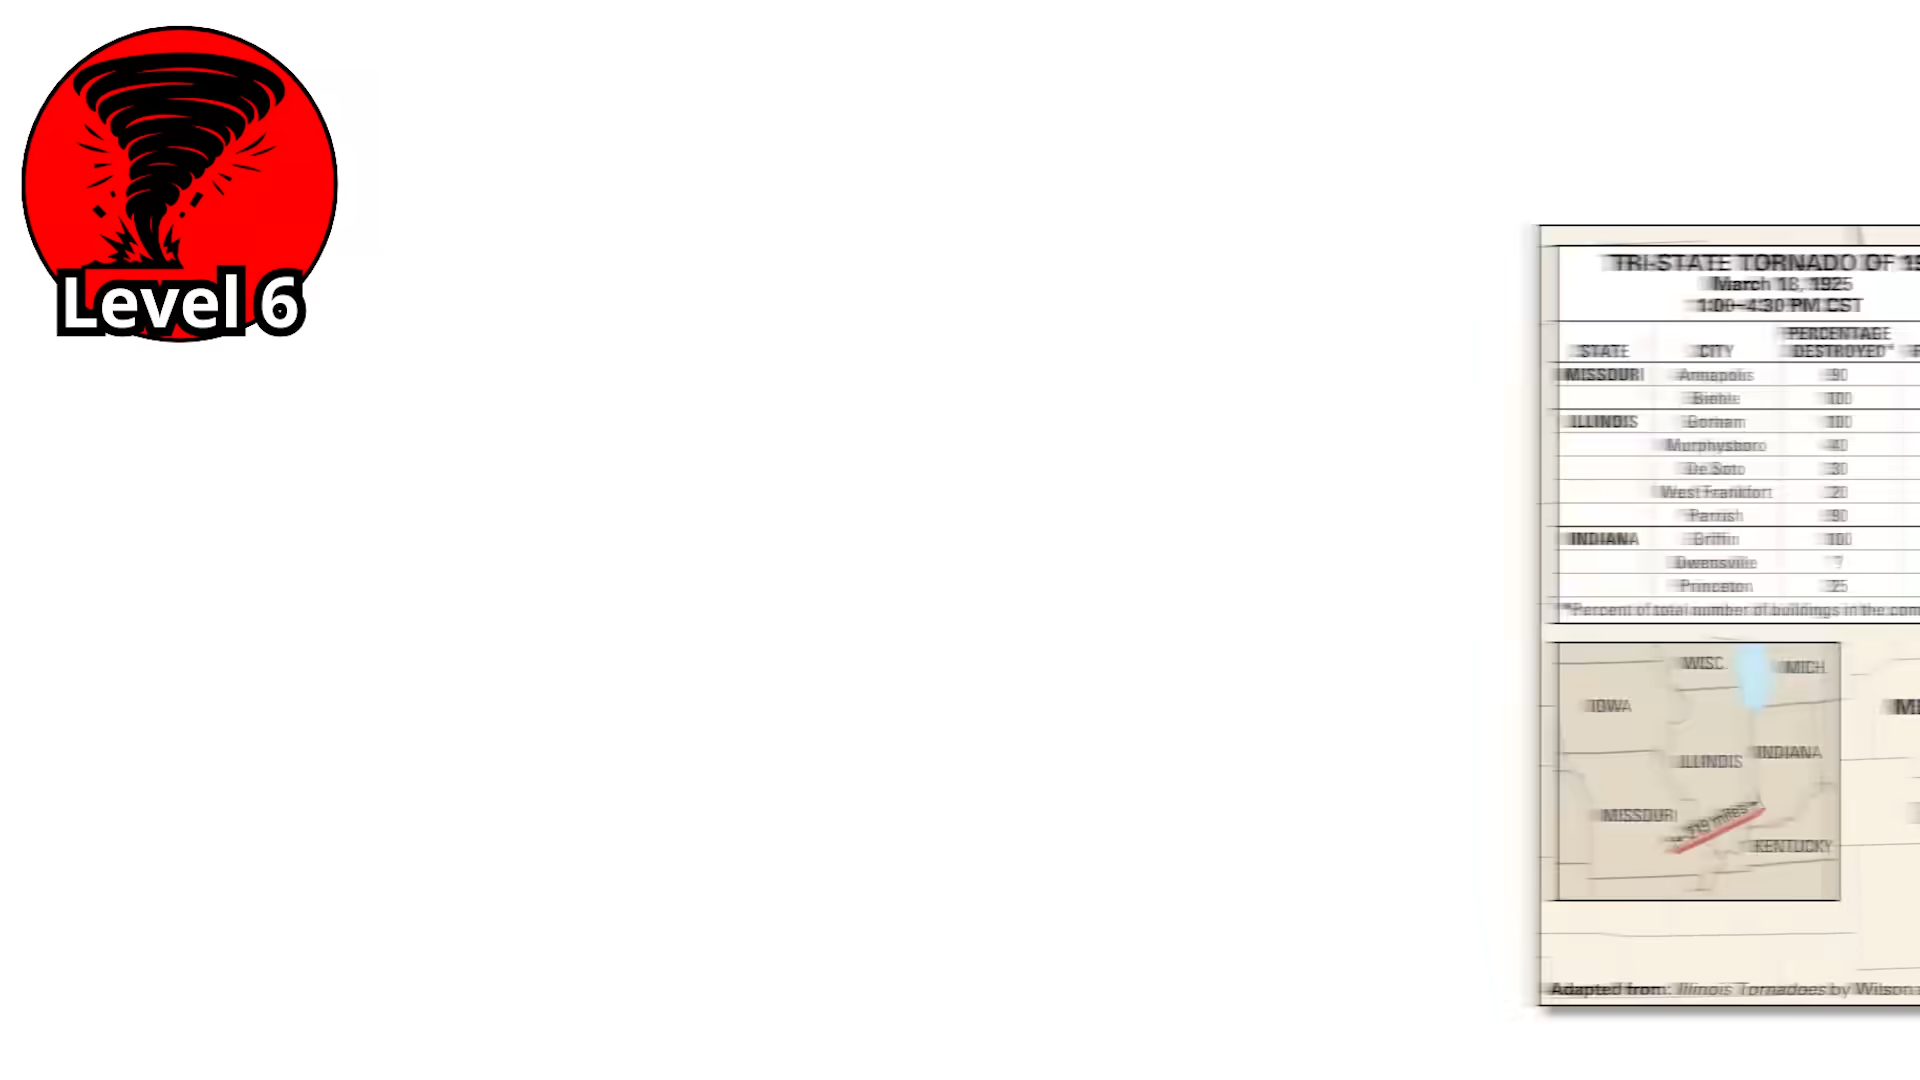 Level 6
TRI-STATE TORNADO OF 19
March 18, 1925
1:00–4:30 PM CST
STATE CITY PERCENTAGE DESTROYED*
MISSOURI Annapolis 90
Biehle 100
ILLINOIS Gorham 100
Murphysboro 40
De Soto 30
West Frankfort 20
Parrish 90
INDIANA Griffin 100
Owensville ?
Princeton 25
*Percent of total number of buildings in the com
WISC.
MICH.
IOWA
ILLINOIS
INDIANA
MISSOURI
219 miles
KENTUCKY
Adapted from: Illinois Tornadoes by Wilson